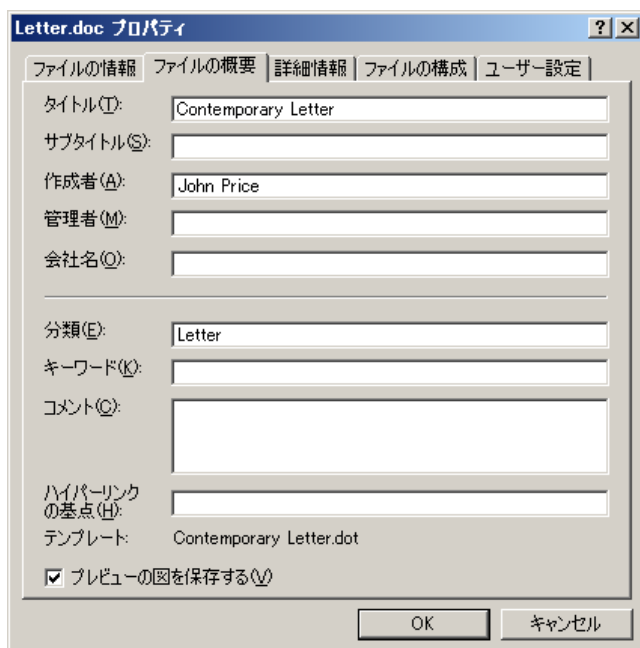 Letter.doc プロパティ
ファイルの情報 ファイルの概要 詳細情報 ファイルの構成 ユーザー設定
タイトル(T): Contemporary Letter
サブタイトル(S):
作成者(A): John Price
管理者(M):
会社名(O):
分類(E): Letter
キーワード(K):
コメント(C):
ハイパーリンク
の基点(H):
テンプレート: Contemporary Letter.dot
プレビューの図を保存する(V)
OK キャンセル